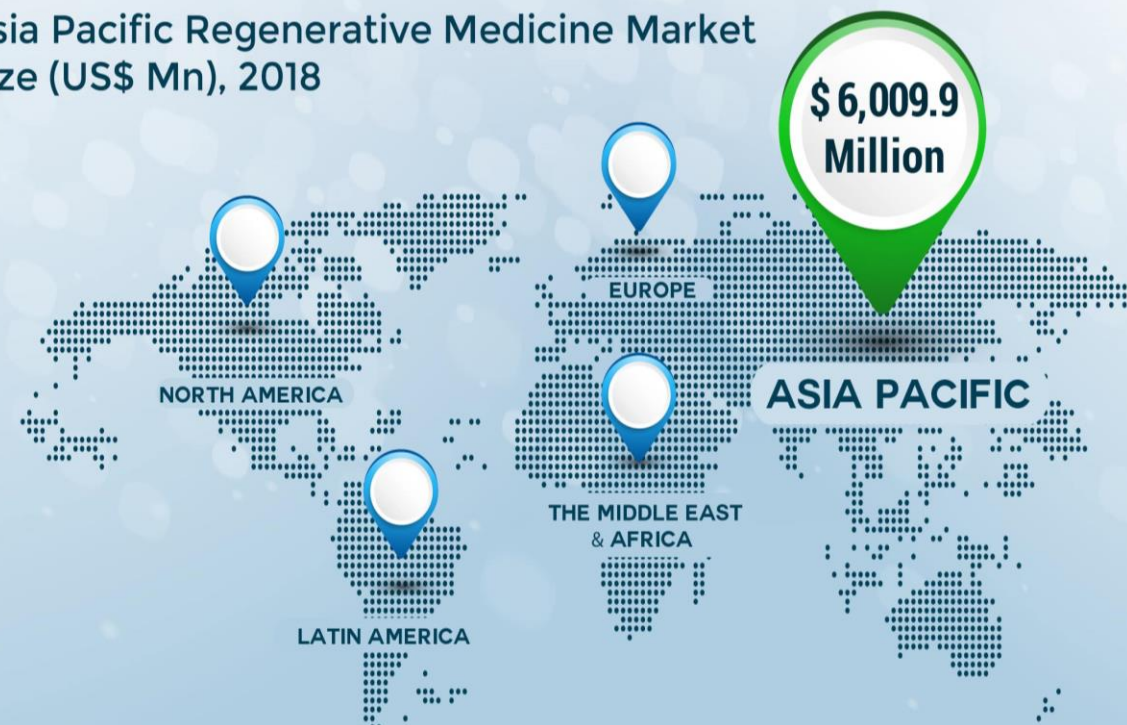 sia Pacific Regenerative Medicine Market
ze (US$ Mn), 2018
$ 6,009.9
Million
EUROPE
NORTH AMERICA
ASIA PACIFIC
THE MIDDLE EAST
& AFRICA
LATIN AMERICA